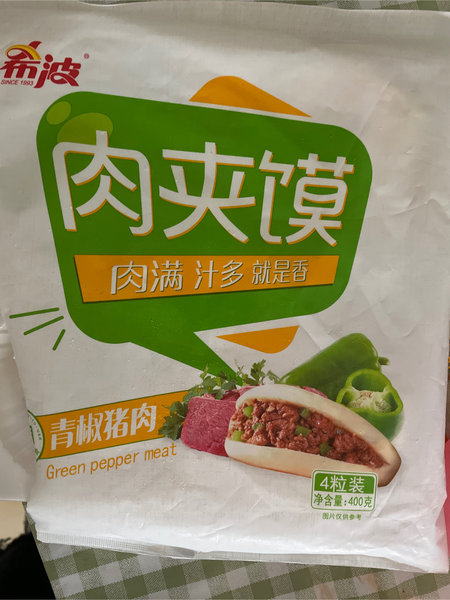 希波®
SINCE 1993
肉夹馍
肉满 汁多 就是香
青椒猪肉
Green pepper meat
4粒装
净含量:400克
图片仅供参考